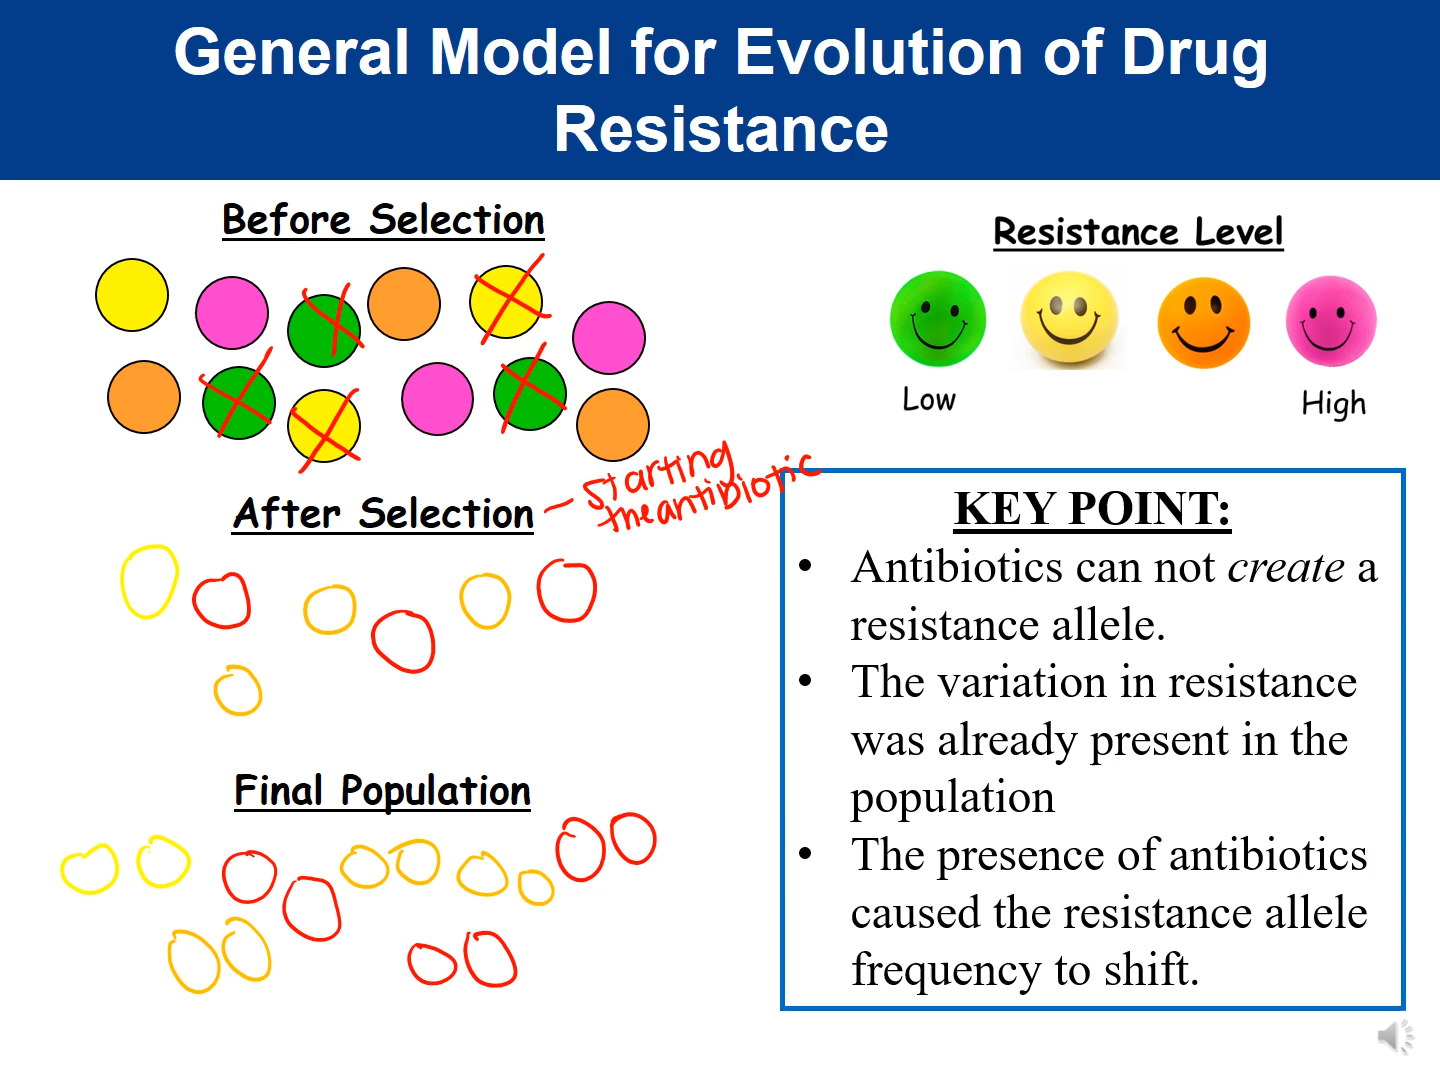 General Model for Evolution of Drug
Resistance
Before Selection
Resistance Level
Low
High
After Selection
– starting
the antibiotic
Final Population
KEY POINT:
• Antibiotics can not create a
resistance allele.
• The variation in resistance
was already present in the
population
• The presence of antibiotics
caused the resistance allele
frequency to shift.